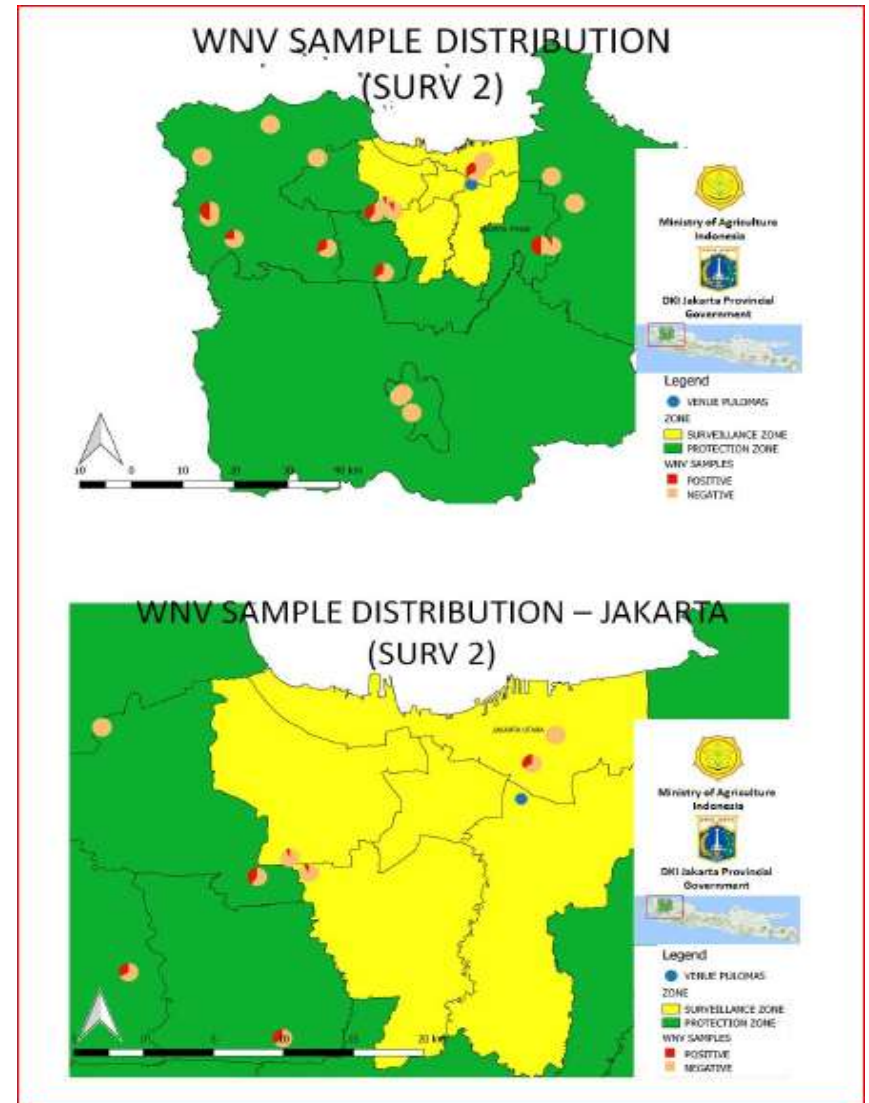 WNV SAMPLE DISTRIBUTION
(SURV 2)
Ministry of Agriculture
Indonesia
DKI Jakarta Provincial
Government
Legend
VENUE PULOMAS
ZONE
SURVEILLANCE ZONE
PROTECTION ZONE
WNV SAMPLES
POSITIVE
NEGATIVE
10 0 10 20 30 40 km
WNV SAMPLE DISTRIBUTION – JAKARTA
(SURV 2)
JAKARTA UTARA
Ministry of Agriculture
Indonesia
DKI Jakarta Provincial
Government
Legend
VENUE PULOMAS
ZONE
SURVEILLANCE ZONE
PROTECTION ZONE
WNV SAMPLES
POSITIVE
NEGATIVE
5 10 15 20 km